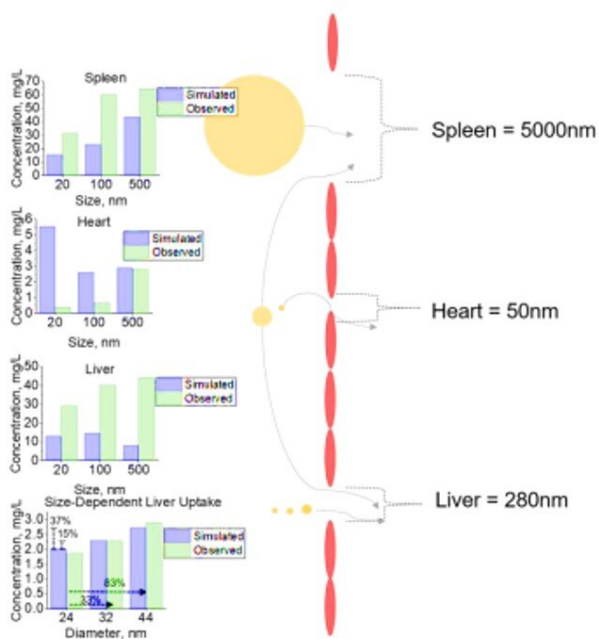 Spleen
Concentration, mg/L
70
60
50
40
30
20
10
0
Simulated
Observed
20 100 500
Size, nm
Spleen = 5000nm
Heart
Concentration, mg/L
6
5
4
3
2
1
0
Simulated
Observed
20 100 500
Size, nm
Heart = 50nm
Liver
Concentration, mg/L
50
40
30
20
10
0
Simulated
Observed
20 100 500
Size, nm
Liver = 280nm
Size-Dependent Liver Uptake
Concentration, mg/L
3.0
2.5
2.0
1.5
1.0
0.5
0.0
37%
15%
Simulated
Observed
83%
24 32 44
Diameter, nm